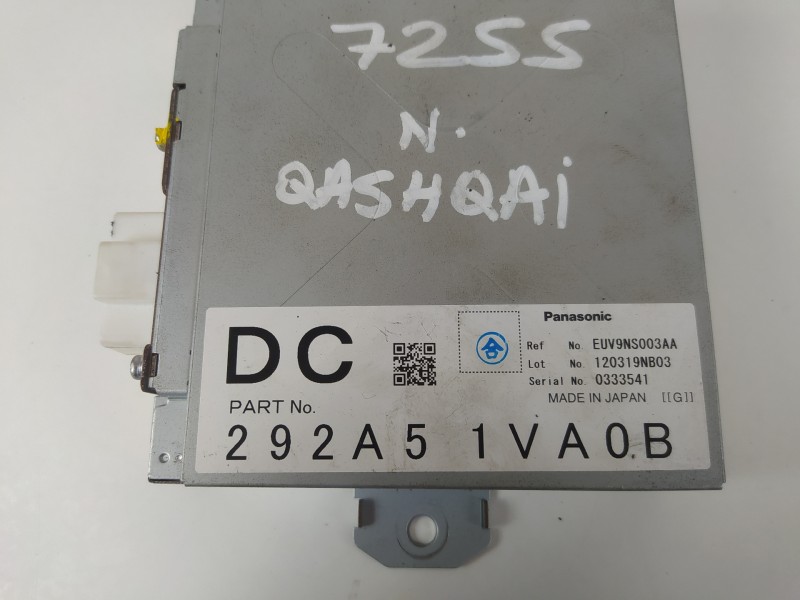 7255
N.
QASHQAi
DC
Panasonic
Ref No. EUV9NS003AA
Lot No. 120319NB03
Serial No. 0333541
MADE IN JAPAN [[G]]
PART No.
292A5 1VA0B